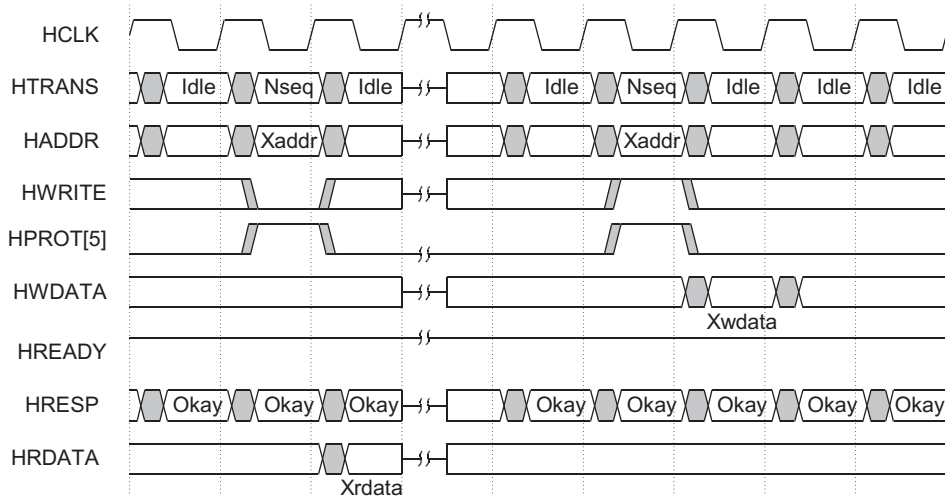 HCLK
HTRANS Idle Nseq Idle Idle Nseq Idle Idle Idle
HADDR Xaddr Xaddr
HWRITE
HPROT[5]
HWDATA
Xwdata
HREADY
HRESP Okay Okay Okay Okay Okay Okay Okay Okay
HRDATA
Xrdata